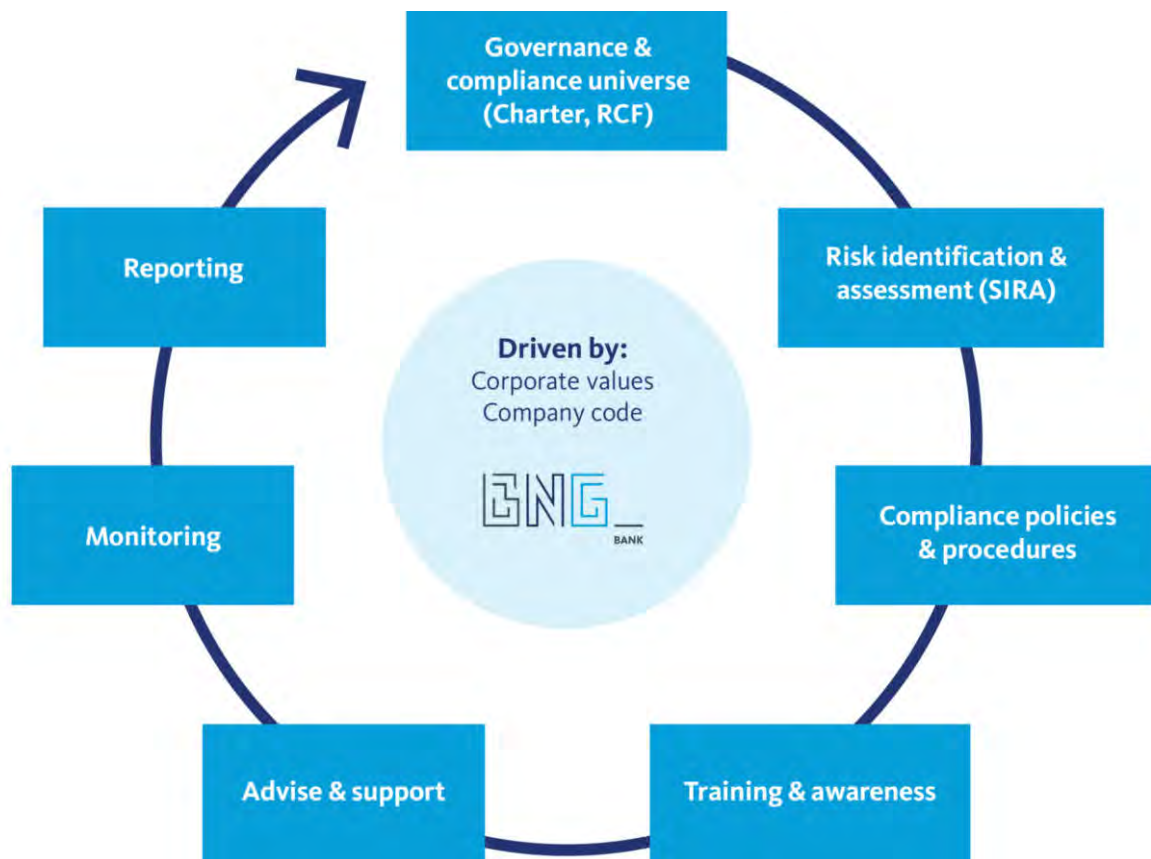 Governance &
compliance universe
(Charter, RCF)
Risk identification &
assessment (SIRA)
Compliance policies
& procedures
Training & awareness
Advise & support
Monitoring
Reporting
Driven by:
Corporate values
Company code
BNG_
BANK